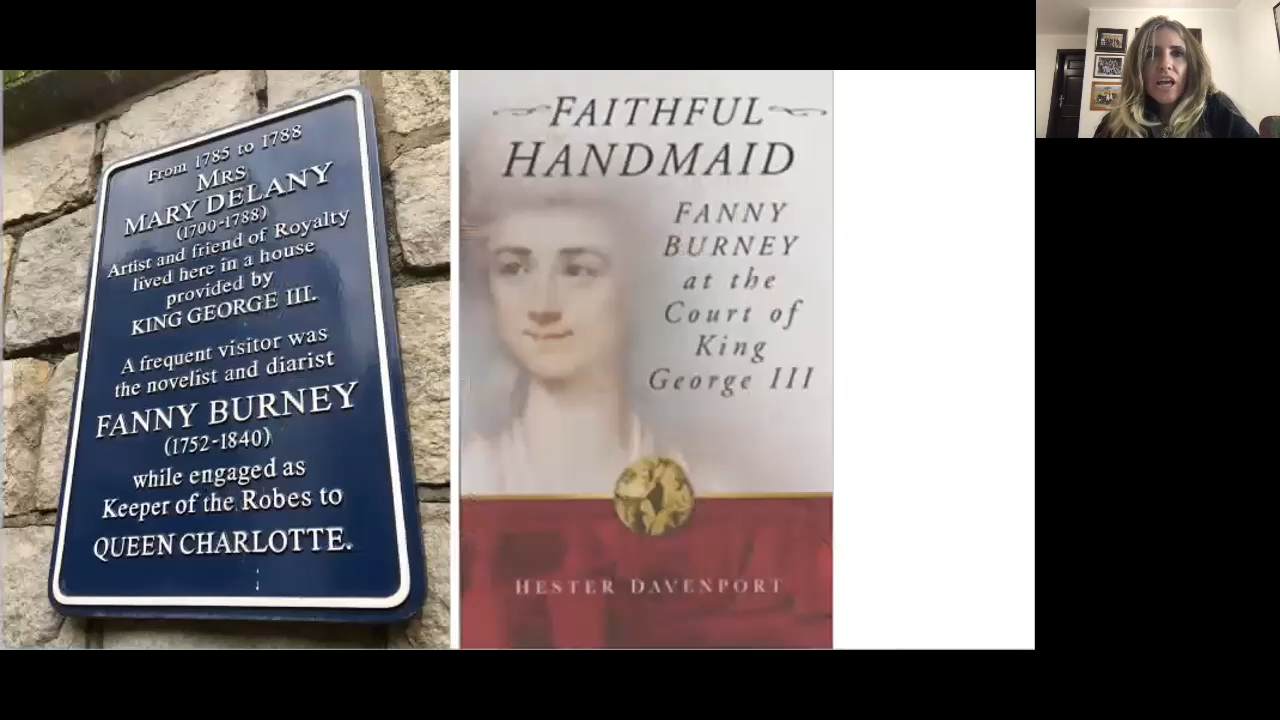 From 1785 to 1788
MRS
MARY DELANY
(1700-1788)
Artist and friend of Royalty
lived here in a house
provided by
KING GEORGE III.
A frequent visitor was
the novelist and diarist
FANNY BURNEY
(1752-1840)
while engaged as
Keeper of the Robes to
QUEEN CHARLOTTE.
FAITHFUL
HANDMAID
FANNY
BURNEY
at the
Court of
King
George III
HESTER DAVENPORT